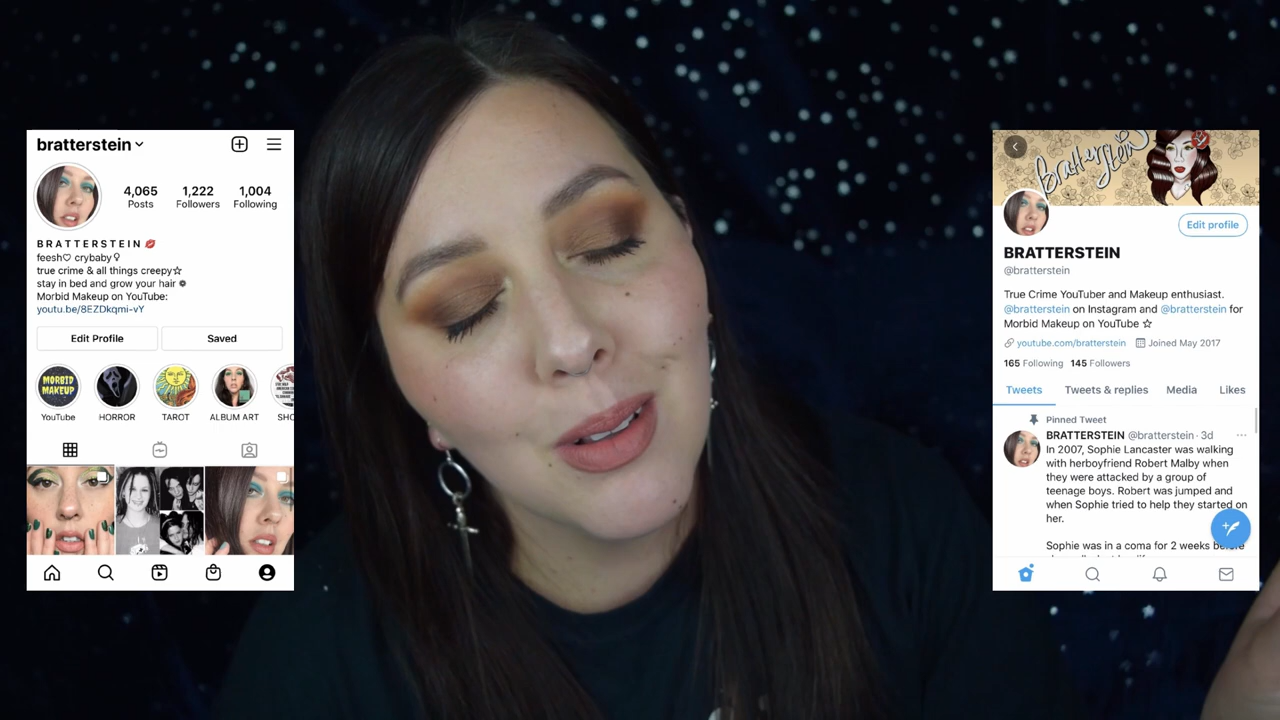 bratterstein
4,065 1,222 1,004
Posts Followers Following
B R A T T E R S T E I N
feesh♡ crybaby♀
true crime & all things creepy☆
stay in bed and grow your hair
Morbid Makeup on YouTube:
youtu.be/8EZDkqmi-vY
Edit Profile Saved
MORBID MAKEUP
YouTube HORROR TAROT ALBUM ART SHO
Bratterstein
Edit profile
BRATTERSTEIN
@bratterstein
True Crime YouTuber and Makeup enthusiast.
@bratterstein on Instagram and @bratterstein for
Morbid Makeup on YouTube ☆
youtube.com/bratterstein Joined May 2017
165 Following 145 Followers
Tweets Tweets & replies Media Likes
Pinned Tweet
BRATTERSTEIN @bratterstein · 3d
In 2007, Sophie Lancaster was walking
with herboyfriend Robert Malby when
they were attacked by a group of
teenage boys. Robert was jumped and
when Sophie tried to help they started on
her.
Sophie was in a coma for 2 weeks before